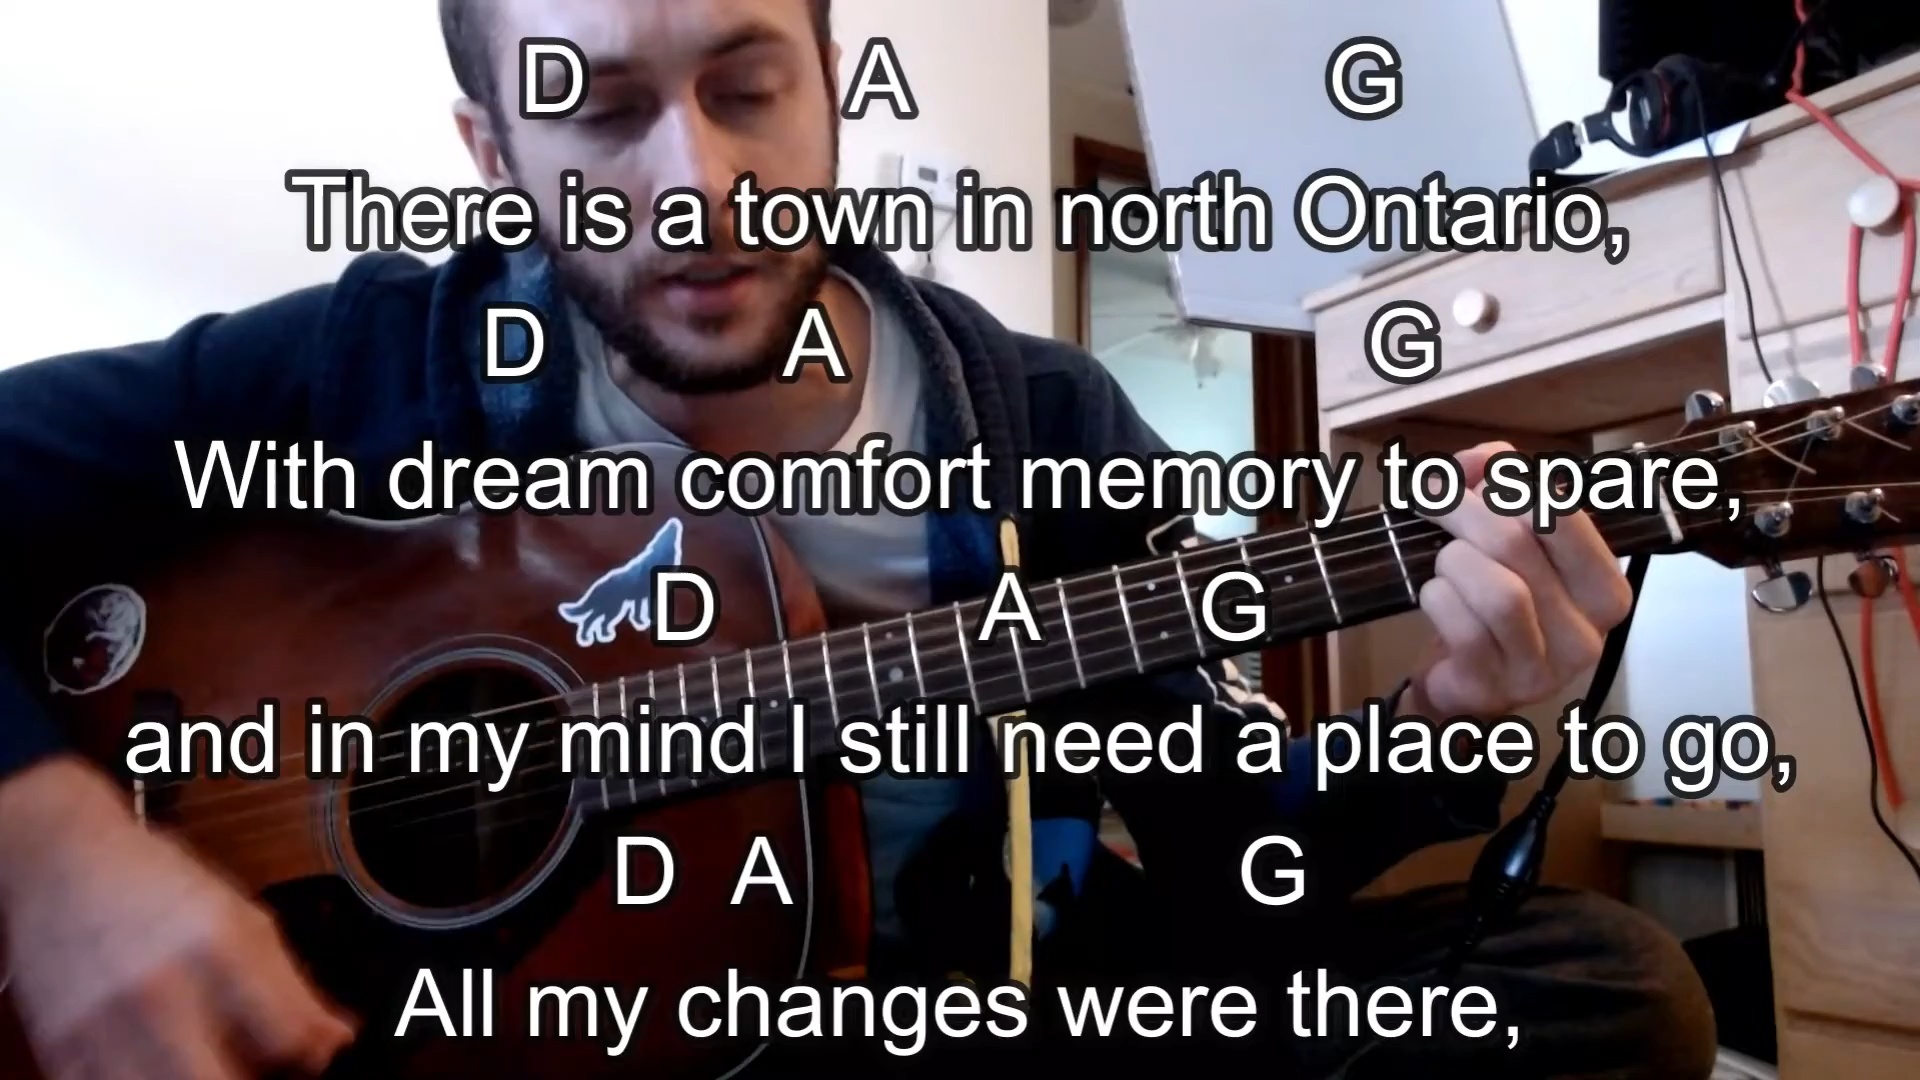 D A G
There is a town in north Ontario,
D A G
With dream comfort memory to spare,
D A G
and in my mind I still need a place to go,
D A G
All my changes were there,